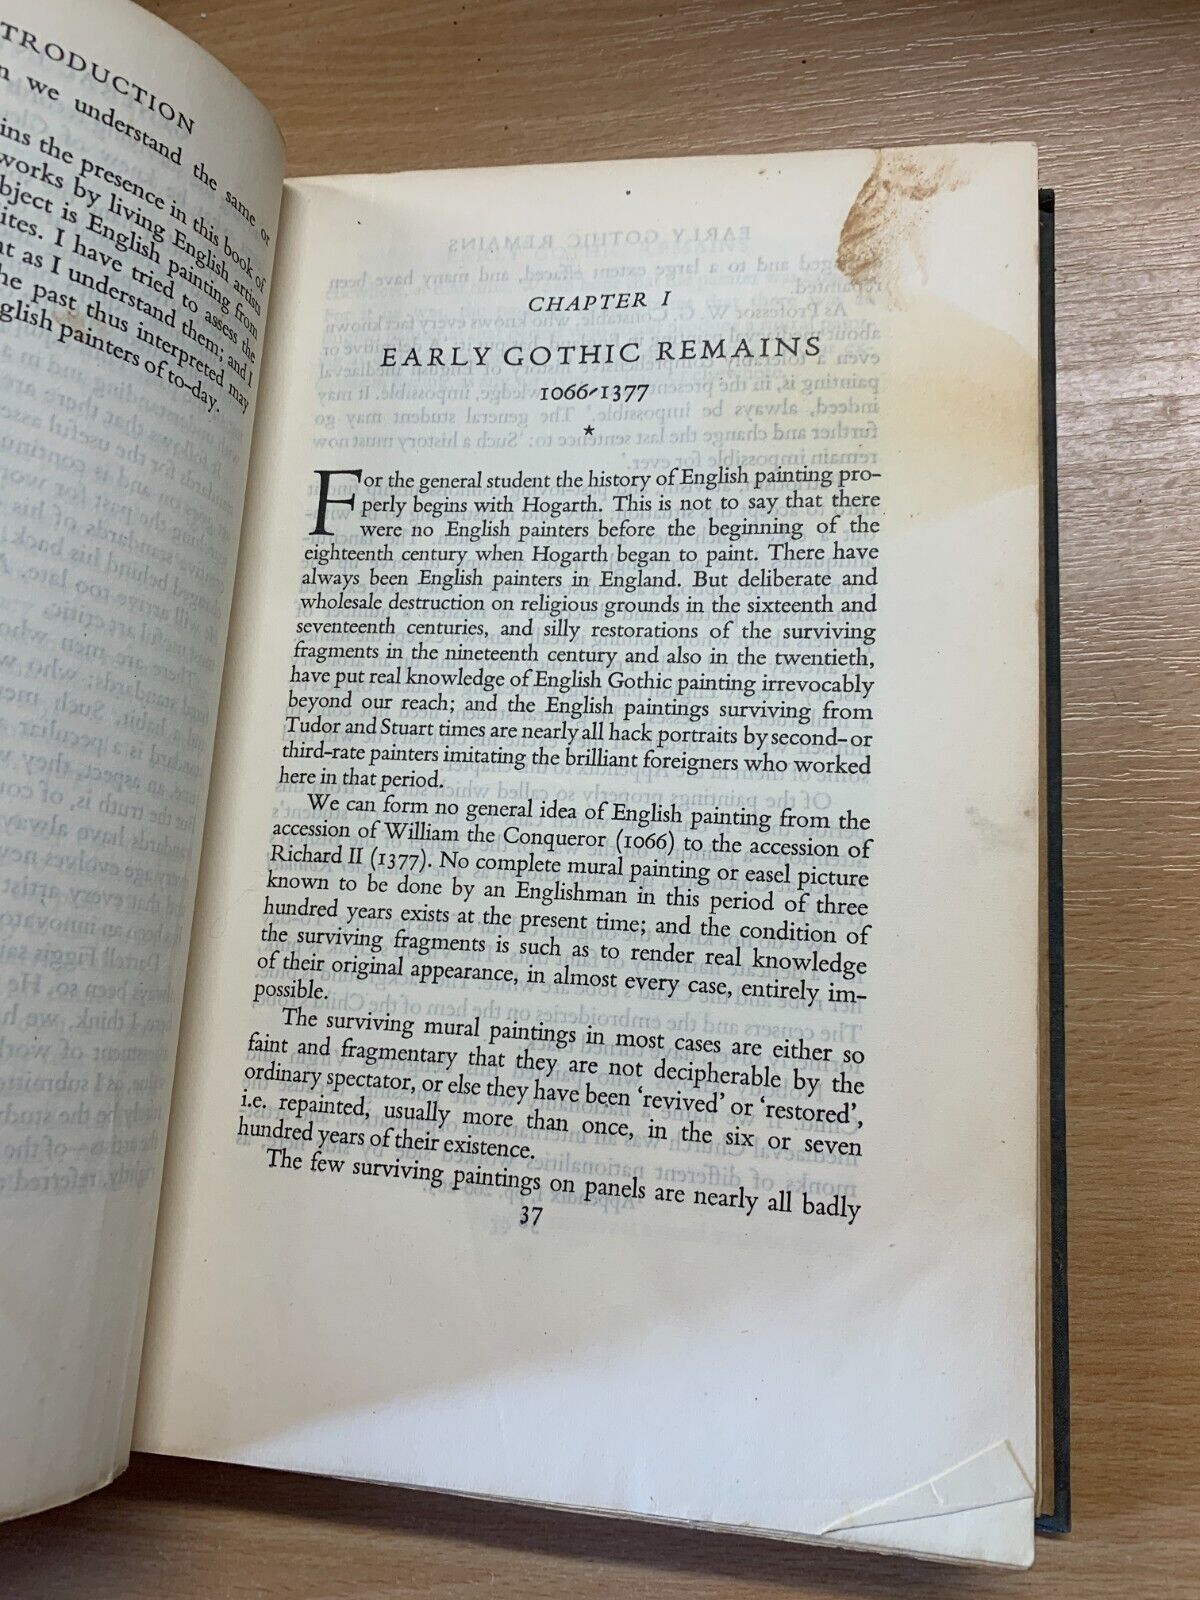 TRODUCTION
n we understand the same or
ins the presence in this book of
works by living English artists
bject is English painting from
ites. I have tried to assess the
nt as I understand them; and I
he past thus interpreted may
glish painters of to-day.
CHAPTER I
EARLY GOTHIC REMAINS
1066-1377
★
For the general student the history of English painting pro-
perly begins with Hogarth. This is not to say that there
were no English painters before the beginning of the
eighteenth century when Hogarth began to paint. There have
always been English painters in England. But deliberate and
wholesale destruction on religious grounds in the sixteenth and
seventeenth centuries, and silly restorations of the surviving
fragments in the nineteenth century and also in the twentieth,
have put real knowledge of English Gothic painting irrevocably
beyond our reach; and the English paintings surviving from
Tudor and Stuart times are nearly all hack portraits by second- or
third-rate painters imitating the brilliant foreigners who worked
here in that period.
We can form no general idea of English painting from the
accession of William the Conqueror (1066) to the accession of
Richard II (1377). No complete mural painting or easel picture
known to be done by an Englishman in this period of three
hundred years exists at the present time; and the condition of
the surviving fragments is such as to render real knowledge
of their original appearance, in almost every case, entirely im-
possible.
The surviving mural paintings in most cases are either so
faint and fragmentary that they are not decipherable by the
ordinary spectator, or else they have been 'revived' or 'restored',
i.e. repainted, usually more than once, in the six or seven
hundred years of their existence.
The few surviving paintings on panels are nearly all badly
37